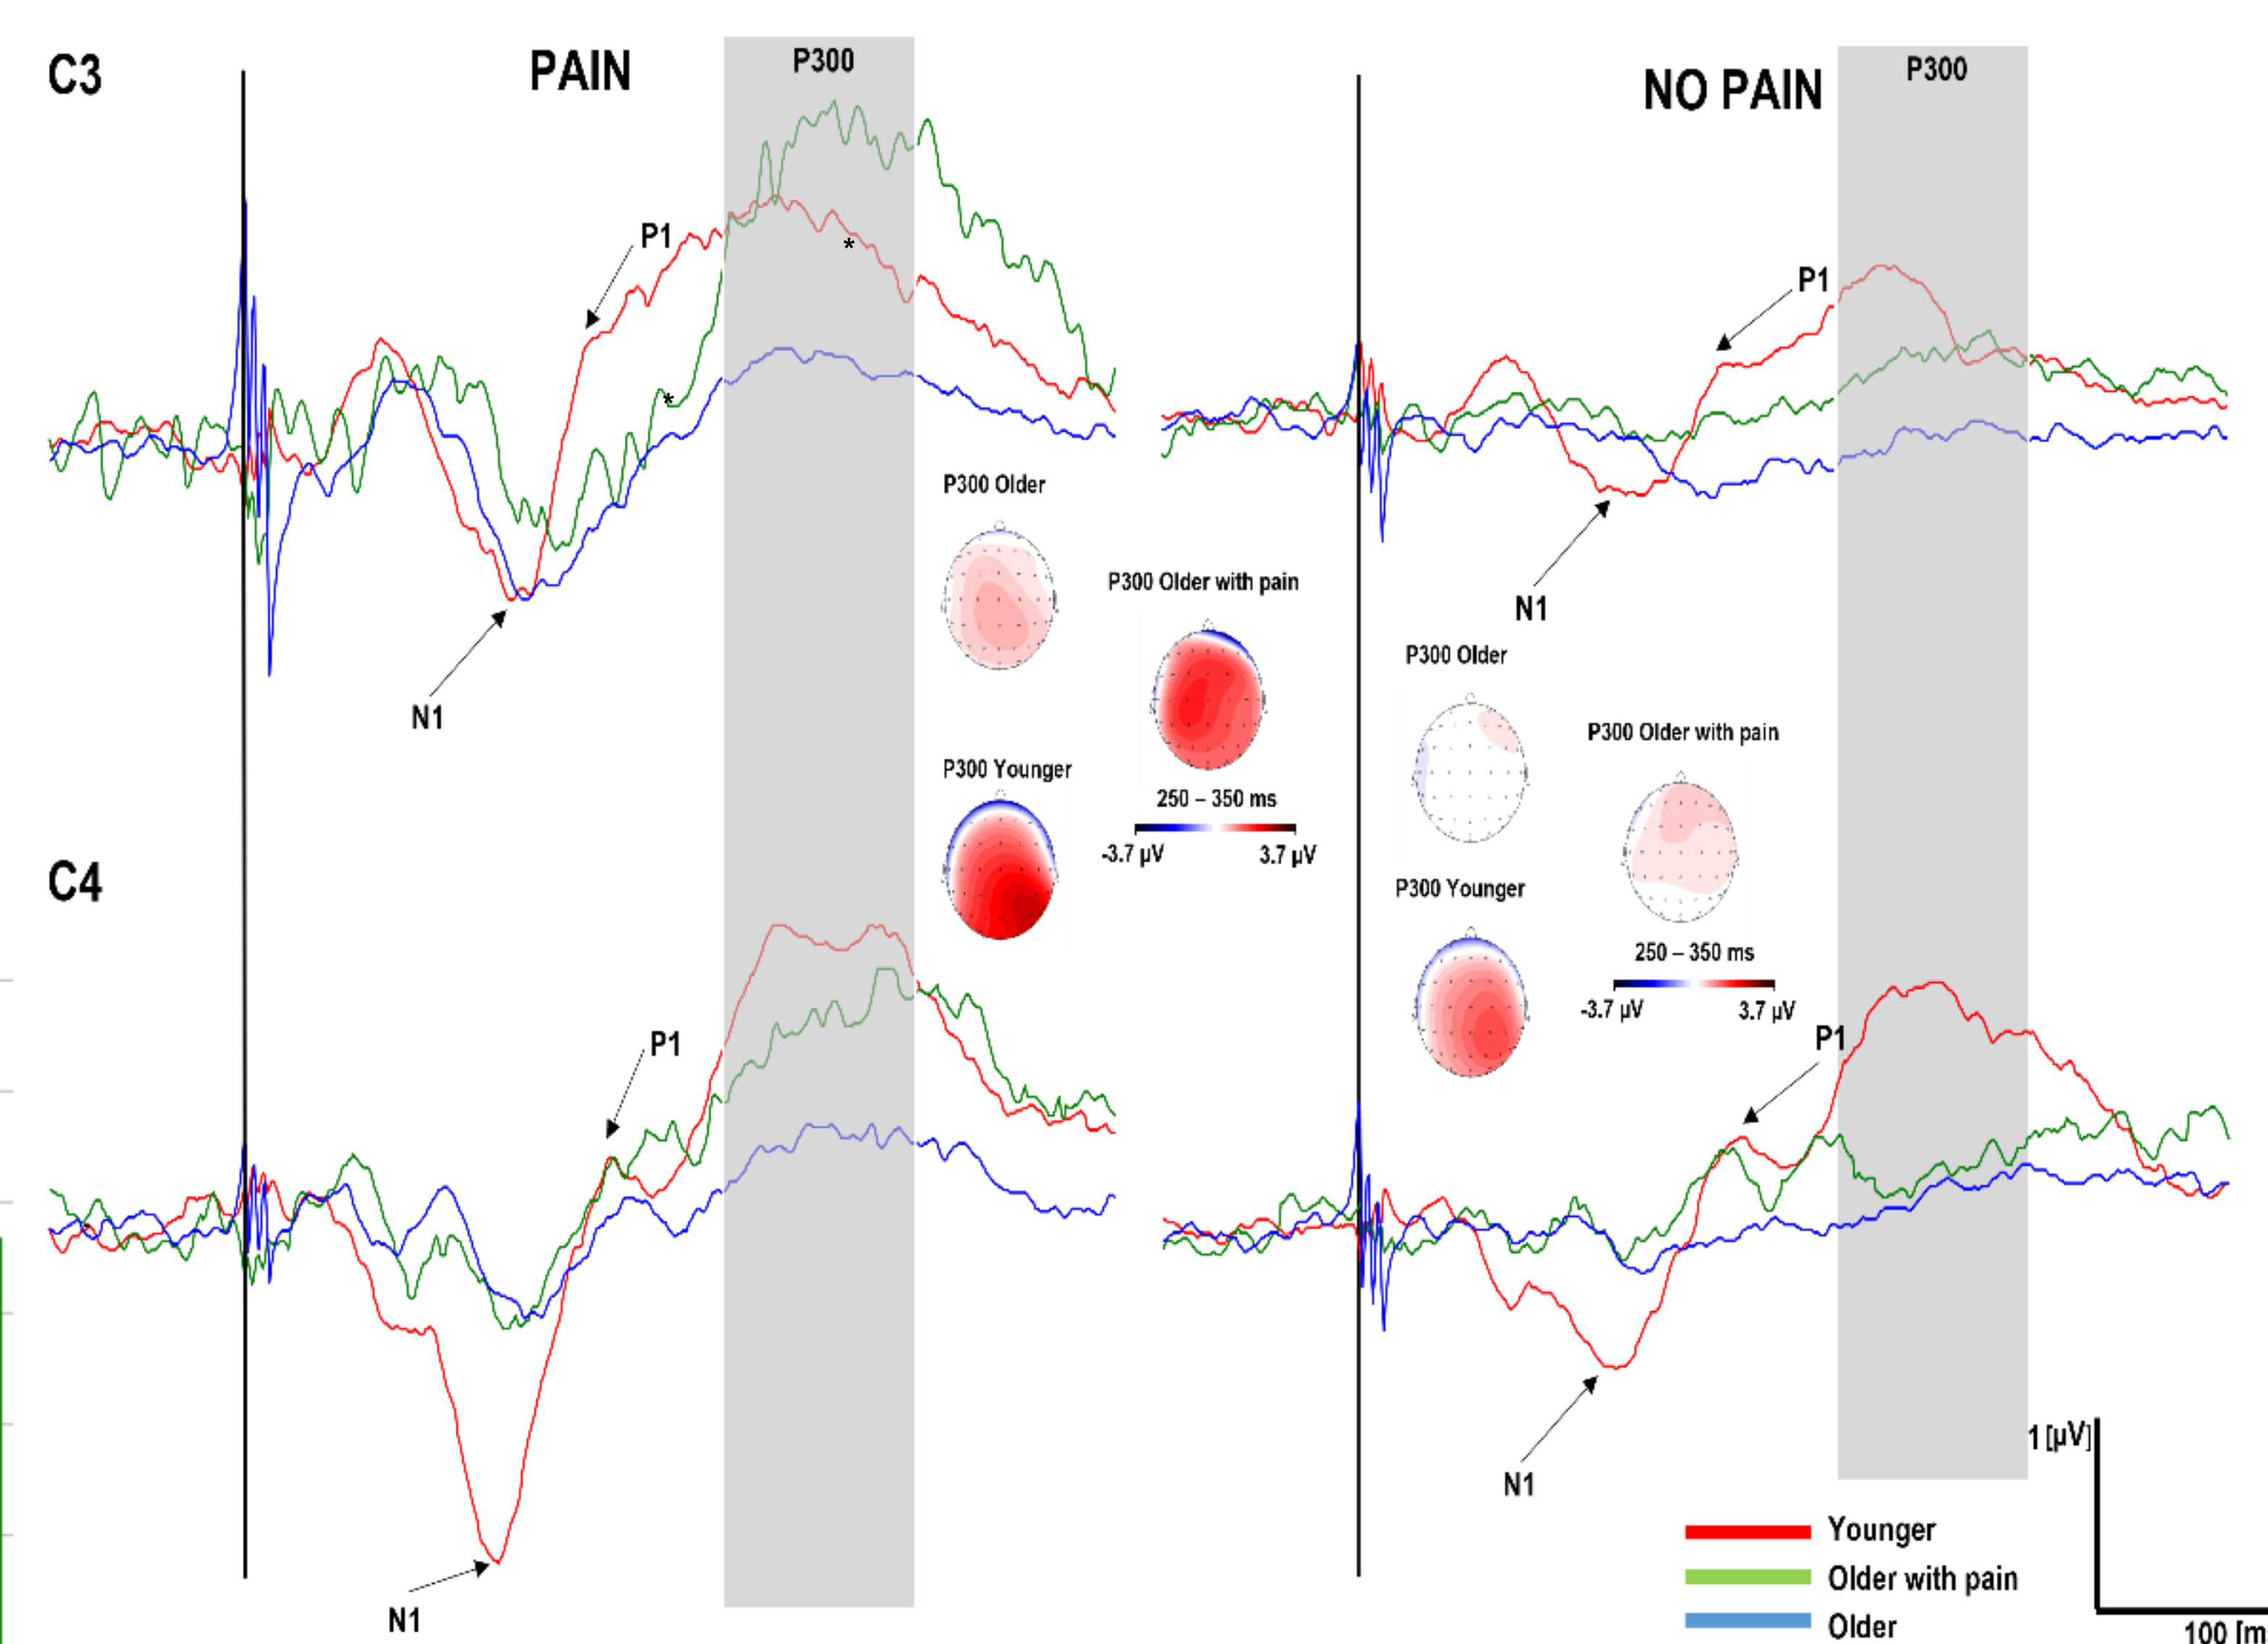 C3
PAIN
P300
NO PAIN
P300
P1
P1
*
*
P300 Older
P300 Older with pain
N1
N1
P300 Older
P300 Older with pain
P300 Younger
250 – 350 ms
-3.7 µV 3.7 µV
C4
P300 Younger
250 – 350 ms
-3.7 µV 3.7 µV
P1
P1
N1
1 [µV]
N1
Younger
Older with pain
Older
100 [m